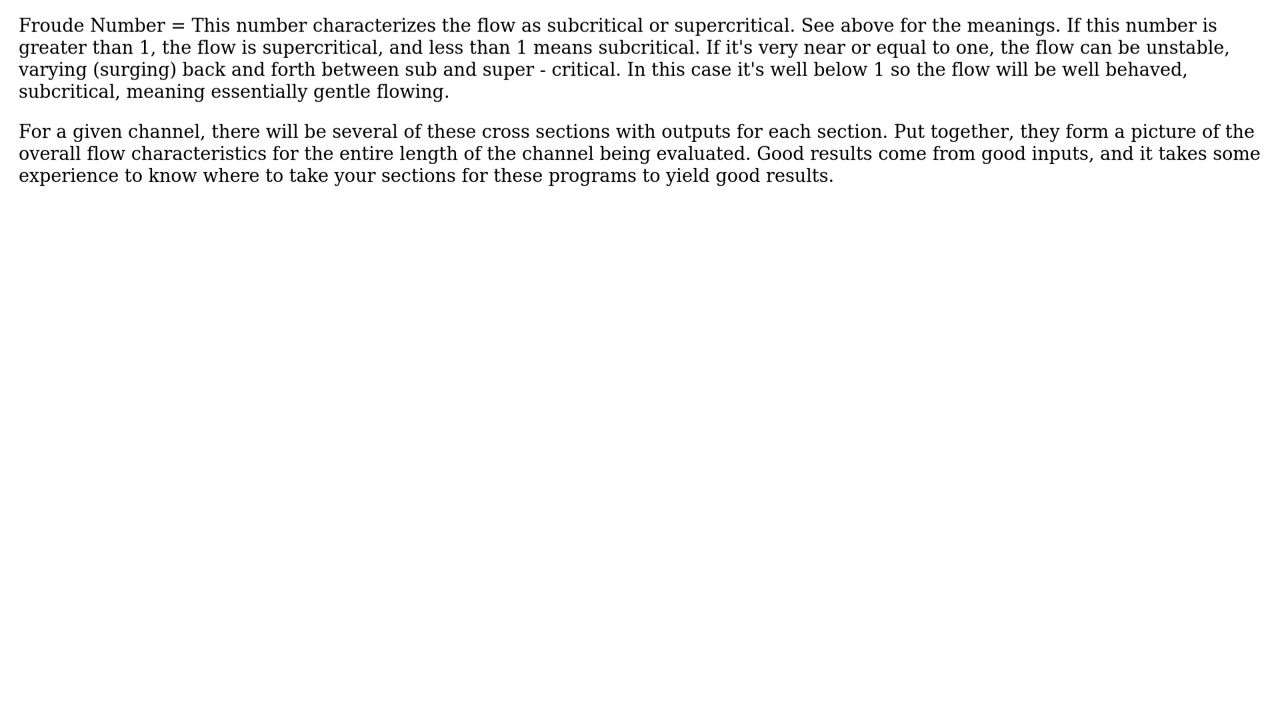 Froude Number = This number characterizes the flow as subcritical or supercritical. See above for the meanings. If this number is
greater than 1, the flow is supercritical, and less than 1 means subcritical. If it's very near or equal to one, the flow can be unstable,
varying (surging) back and forth between sub and super - critical. In this case it's well below 1 so the flow will be well behaved,
subcritical, meaning essentially gentle flowing.
For a given channel, there will be several of these cross sections with outputs for each section. Put together, they form a picture of the
overall flow characteristics for the entire length of the channel being evaluated. Good results come from good inputs, and it takes some
experience to know where to take your sections for these programs to yield good results.